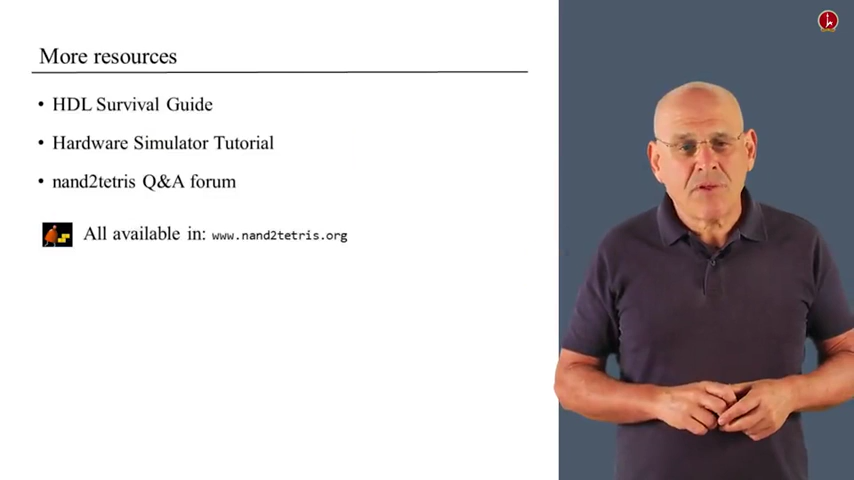 More resources
• HDL Survival Guide
• Hardware Simulator Tutorial
• nand2tetris Q&A forum
All available in: www.nand2tetris.org